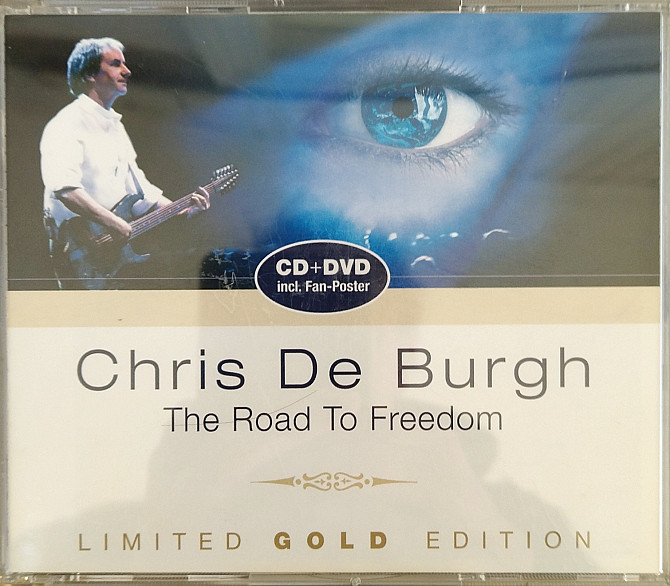 CD+DVD
incl. Fan-Poster
Chris De Burgh
The Road To Freedom
LIMITED GOLD EDITION